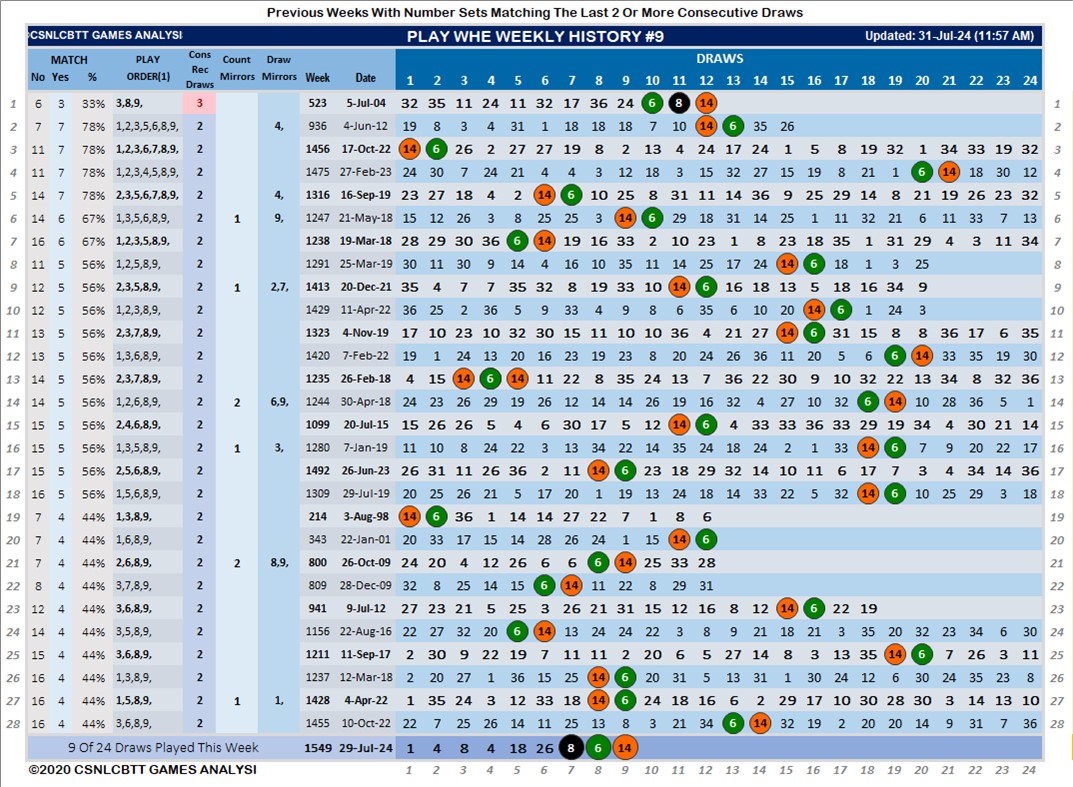 Previous Weeks With Number Sets Matching The Last 2 Or More Consecutive Draws
CSNLCBTT GAMES ANALYSI PLAY WHE WEEKLY HISTORY #9 Updated: 31-Jul-24 (11:57 AM)
MATCH PLAY Cons Count Draw DRAWS
No Yes % ORDER(1) Rec Draws Mirrors Mirrors Week Date 1 2 3 4 5 6 7 8 9 10 11 12 13 14 15 16 17 18 19 20 21 22 23 24
1 6 3 33% 3,8,9, 3 523 5-Jul-04 32 35 11 24 11 32 17 36 24 6 8 14 1
2 7 7 78% 1,2,3,5,6,8,9, 2 4, 936 4-Jun-12 19 8 3 4 31 1 18 18 18 7 10 14 6 35 26 2
3 11 7 78% 1,2,3,6,7,8,9, 2 1456 17-Oct-22 14 6 26 2 27 27 19 8 2 13 4 24 17 24 1 5 8 19 32 1 34 33 19 32 3
4 11 7 78% 1,2,3,4,5,8,9, 2 1475 27-Feb-23 24 30 7 24 21 4 4 3 12 18 3 15 32 27 15 19 8 21 1 6 14 18 30 12 4
5 14 7 78% 2,3,5,6,7,8,9, 2 4, 1316 16-Sep-19 23 27 18 4 2 14 6 10 25 8 31 11 14 36 9 25 29 14 8 21 19 26 23 32 5
6 14 6 67% 1,3,5,6,8,9, 2 1 9, 1247 21-May-18 15 12 26 3 8 25 25 3 14 6 29 18 31 14 25 1 11 32 21 6 11 33 7 13 6
7 16 6 67% 1,2,3,5,8,9, 2 1238 19-Mar-18 28 29 30 36 6 14 19 16 33 2 10 23 1 8 23 18 35 1 31 29 4 3 11 34 7
8 11 5 56% 1,2,5,8,9, 2 1291 25-Mar-19 30 11 30 9 14 4 16 10 35 11 14 25 17 24 14 6 18 1 3 25 8
9 12 5 56% 2,3,5,8,9, 2 1 2,7, 1413 20-Dec-21 35 4 7 7 35 32 8 19 33 10 14 6 16 18 13 5 18 16 34 9 9
10 12 5 56% 1,2,3,8,9, 2 1429 11-Apr-22 36 25 2 36 5 9 33 4 9 8 6 35 6 10 20 14 6 1 24 3 10
11 13 5 56% 2,3,7,8,9, 2 1323 4-Nov-19 17 10 23 10 32 30 15 11 10 10 36 4 21 27 14 6 31 15 8 8 36 17 6 35 11
12 13 5 56% 1,3,6,8,9, 2 1420 7-Feb-22 19 1 24 13 20 16 23 19 23 8 20 24 26 36 11 20 5 6 6 14 33 35 19 30 12
13 14 5 56% 2,3,7,8,9, 2 1235 26-Feb-18 4 15 14 6 14 11 22 8 35 24 13 7 36 22 30 9 10 32 22 13 34 8 32 36 13
14 14 5 56% 1,2,6,8,9, 2 2 6,9, 1244 30-Apr-18 24 23 26 29 19 26 12 14 14 26 19 16 32 4 27 10 32 6 14 10 28 36 5 1 14
15 15 5 56% 2,4,6,8,9, 2 1099 20-Jul-15 15 26 26 5 4 6 30 17 5 12 14 6 4 33 33 36 33 29 19 34 4 30 21 14 15
16 15 5 56% 1,3,5,8,9, 2 1 3, 1280 7-Jan-19 11 10 8 24 22 3 13 34 22 14 35 24 18 24 2 1 33 14 6 7 9 20 22 17 16
17 15 5 56% 2,5,6,8,9, 2 1492 26-Jun-23 26 31 11 26 36 2 11 14 6 23 18 29 32 14 10 11 6 17 7 3 4 34 14 36 17
18 16 5 56% 1,5,6,8,9, 2 1309 29-Jul-19 20 25 26 21 5 17 20 1 19 13 24 18 14 33 22 5 32 14 6 10 25 29 3 18 18
19 7 4 44% 1,3,8,9, 2 214 3-Aug-98 14 6 36 1 14 14 27 22 7 1 8 6 19
20 7 4 44% 1,6,8,9, 2 343 22-Jan-01 20 33 17 15 14 28 26 24 1 15 14 6 20
21 7 4 44% 2,6,8,9, 2 2 8,9, 800 26-Oct-09 24 20 4 12 26 6 6 6 14 25 33 28 21
22 8 4 44% 3,7,8,9, 2 809 28-Dec-09 32 8 25 14 15 6 14 11 22 8 29 31 22
23 12 4 44% 3,6,8,9, 2 941 9-Jul-12 27 23 21 5 25 3 26 21 31 15 12 16 8 12 14 6 22 19 23
24 14 4 44% 3,5,8,9, 2 1156 22-Aug-16 22 27 32 20 6 14 13 24 24 22 3 8 9 21 18 21 3 35 20 32 23 34 6 30 24
25 15 4 44% 3,6,8,9, 2 1211 11-Sep-17 2 30 9 22 19 7 11 11 2 20 6 5 27 14 8 3 13 35 14 6 7 26 3 11 25
26 16 4 44% 1,3,8,9, 2 1237 12-Mar-18 2 20 27 1 36 15 25 14 6 20 31 5 13 31 1 30 24 12 6 30 24 35 23 8 26
27 16 4 44% 1,5,8,9, 2 1 1, 1428 4-Apr-22 1 35 24 3 12 33 18 14 6 24 18 16 6 2 29 17 10 30 28 30 3 14 13 10 27
28 16 4 44% 3,6,8,9, 2 1455 10-Oct-22 22 7 25 26 14 11 25 13 8 3 21 34 6 14 32 19 2 20 20 14 9 31 7 36 28
9 Of 24 Draws Played This Week 1549 29-Jul-24 1 4 8 4 18 26 8 6 14
©2020 CSNLCBTT GAMES ANALYSI 1 2 3 4 5 6 7 8 9 10 11 12 13 14 15 16 17 18 19 20 21 22 23 24